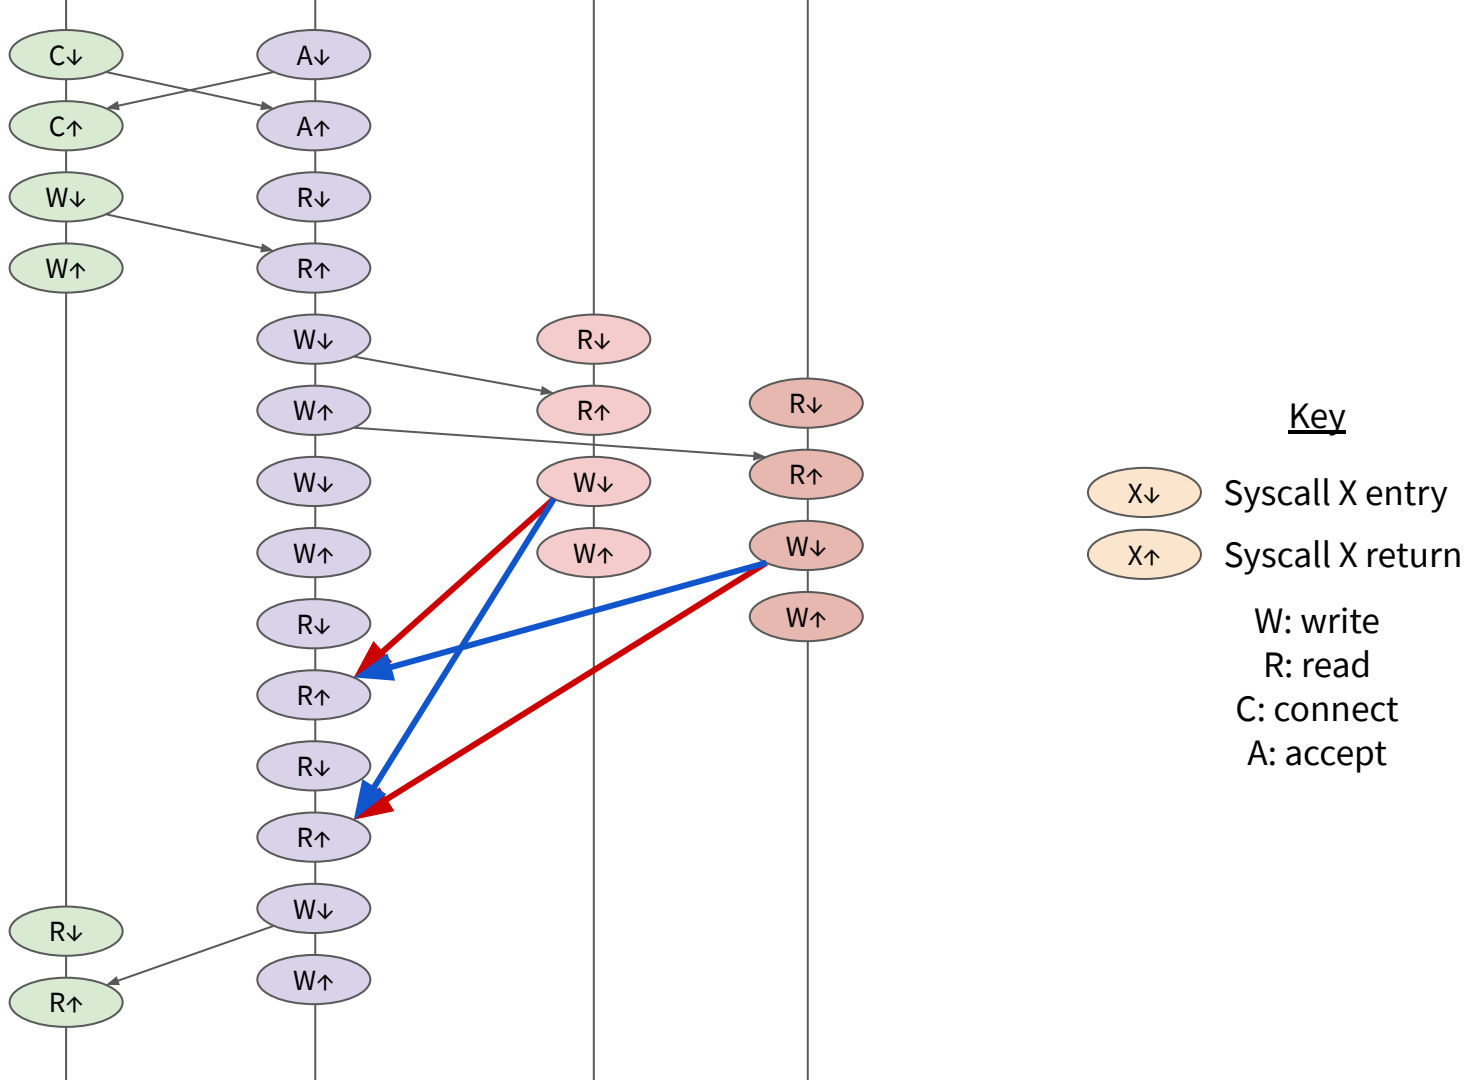 C↓ A↓
C↑ A↑
W↓ R↓
W↑ R↑
W↓ R↓
W↑ R↑ R↓
W↓ W↓ R↑
W↑ W↑ W↓
R↓ W↑
R↑
R↓
R↑
W↓
R↓
W↑
R↑
Key
X↓ Syscall X entry
X↑ Syscall X return
W: write
R: read
C: connect
A: accept